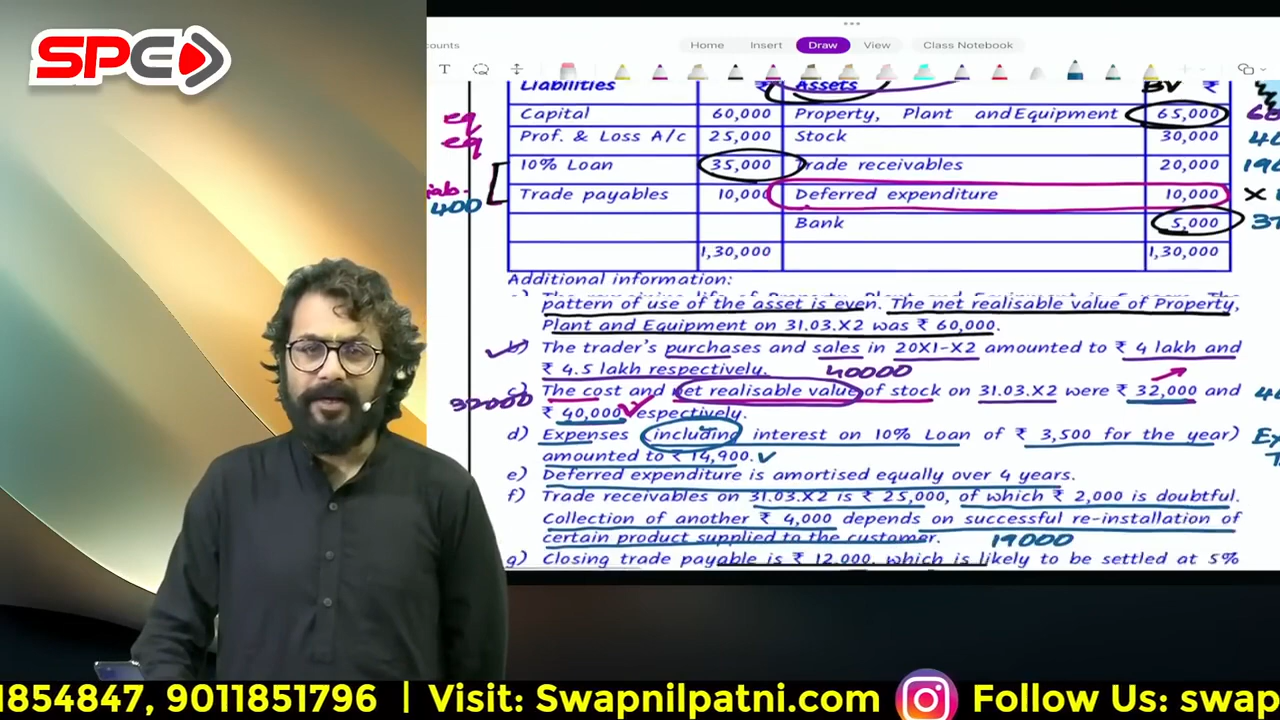 SPE
counts
Home Insert Draw View Class Notebook
T
Liabilities ₹ Assets BV ₹
eq Capital 60,000 Property, Plant and Equipment 65,000
eq Prof. & Loss A/c 25,000 Stock 30,000
10% Loan 35,000 Trade receivables 20,000
Trade payables 10,000 Deferred expenditure 10,000 X
400 Bank 5,000
1,30,000 1,30,000
Additional information:
pattern of use of the asset is even. The net realisable value of Property,
Plant and Equipment on 31.03.X2 was ₹ 60,000.
b) The trader's purchases and sales in 20X1-X2 amounted to ₹ 4 lakh and
₹ 4.5 lakh respectively. 40000
c) The cost and net realisable value of stock on 31.03.X2 were ₹ 32,000 and
32000 ₹ 40,000 respectively.
d) Expenses (including interest on 10% Loan of ₹ 3,500 for the year)
amounted to ₹ 14,900.
e) Deferred expenditure is amortised equally over 4 years.
f) Trade receivables on 31.03.X2 is ₹ 25,000, of which ₹ 2,000 is doubtful.
Collection of another ₹ 4,000 depends on successful re-installation of
certain product supplied to the customer. 19000
g) Closing trade payable is ₹ 12,000, which is likely to be settled at 5%
1854847, 9011851796 | Visit: Swapnilpatni.com Follow Us: swap